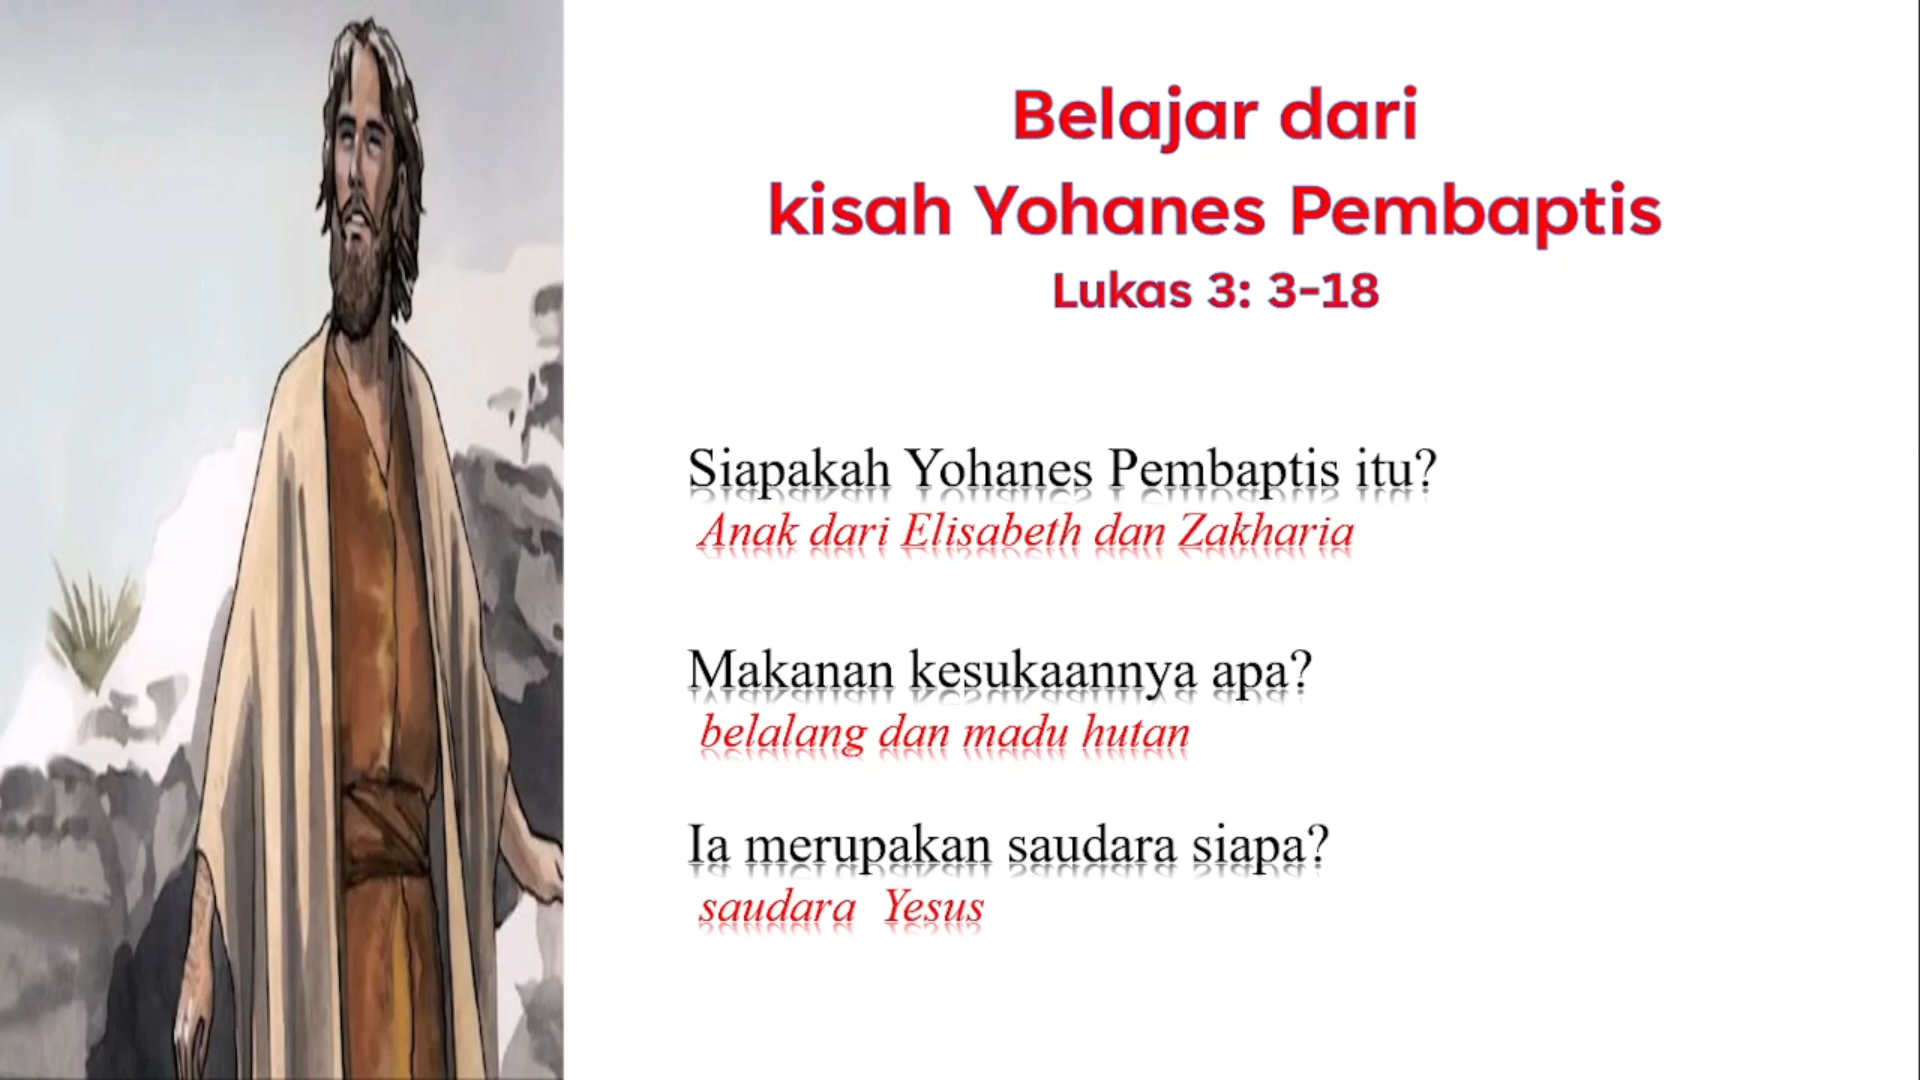 Belajar dari
kisah Yohanes Pembaptis
Lukas 3: 3-18
Siapakah Yohanes Pembaptis itu?
Anak dari Elisabeth dan Zakharia
Makanan kesukaannya apa?
belalang dan madu hutan
Ia merupakan saudara siapa?
saudara Yesus